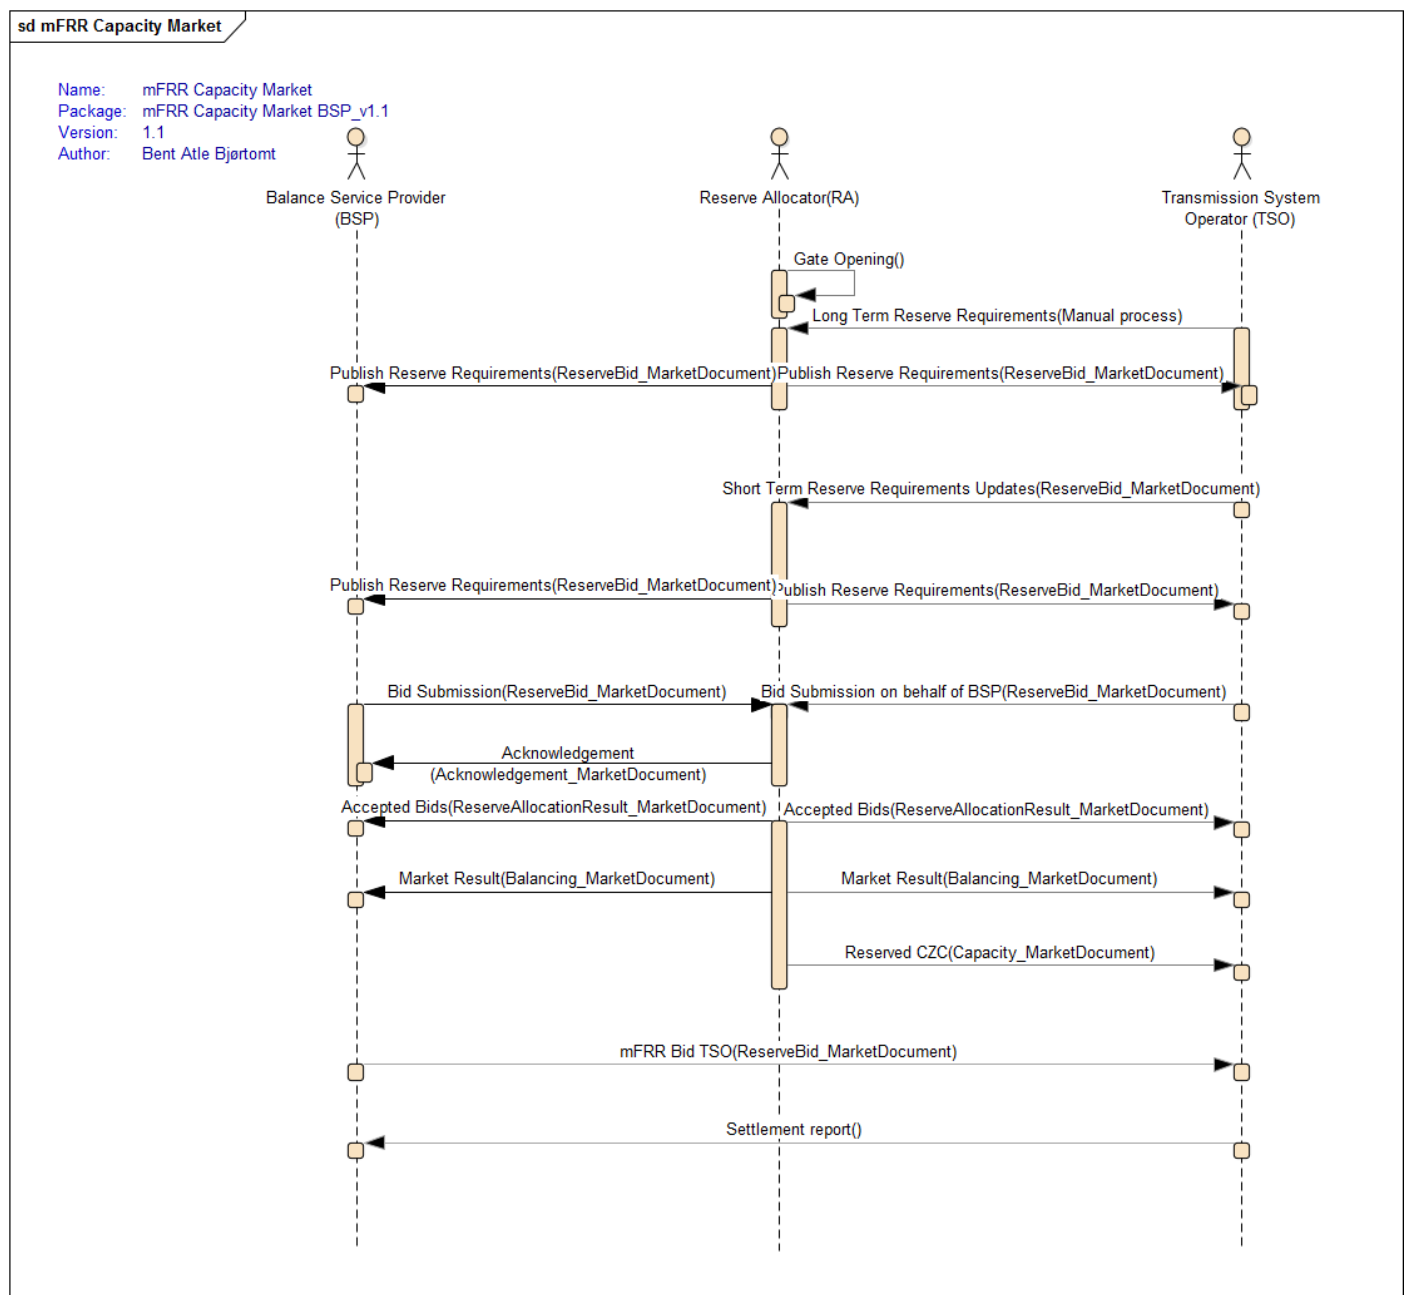 sd mFRR Capacity Market
Name: mFRR Capacity Market
Package: mFRR Capacity Market BSP_v1.1
Version: 1.1
Author: Bent Atle Bjørtomt
Balance Service Provider
(BSP)
Reserve Allocator(RA)
Transmission System
Operator (TSO)
Gate Opening()
Long Term Reserve Requirements(Manual process)
Publish Reserve Requirements(ReserveBid_MarketDocument)
Publish Reserve Requirements(ReserveBid_MarketDocument)
Short Term Reserve Requirements Updates(ReserveBid_MarketDocument)
Publish Reserve Requirements(ReserveBid_MarketDocument)
Publish Reserve Requirements(ReserveBid_MarketDocument)
Bid Submission(ReserveBid_MarketDocument)
Bid Submission on behalf of BSP(ReserveBid_MarketDocument)
Acknowledgement
(Acknowledgement_MarketDocument)
Accepted Bids(ReserveAllocationResult_MarketDocument)
Accepted Bids(ReserveAllocationResult_MarketDocument)
Market Result(Balancing_MarketDocument)
Market Result(Balancing_MarketDocument)
Reserved CZC(Capacity_MarketDocument)
mFRR Bid TSO(ReserveBid_MarketDocument)
Settlement report()